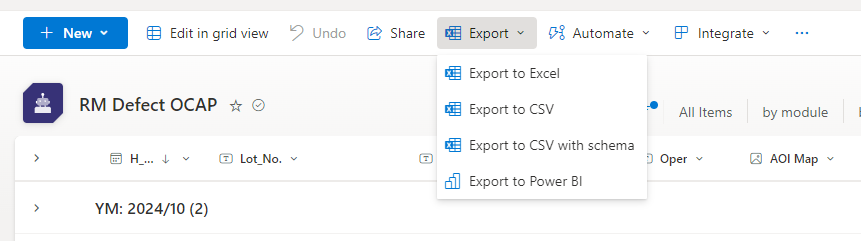 New Edit in grid view Undo Share Export Automate Integrate ...
Export to Excel
RM Defect OCAP Export to CSV All Items by module
Export to CSV with schema
H_... Lot_No. Oper AOI Map
Export to Power BI
YM: 2024/10 (2)